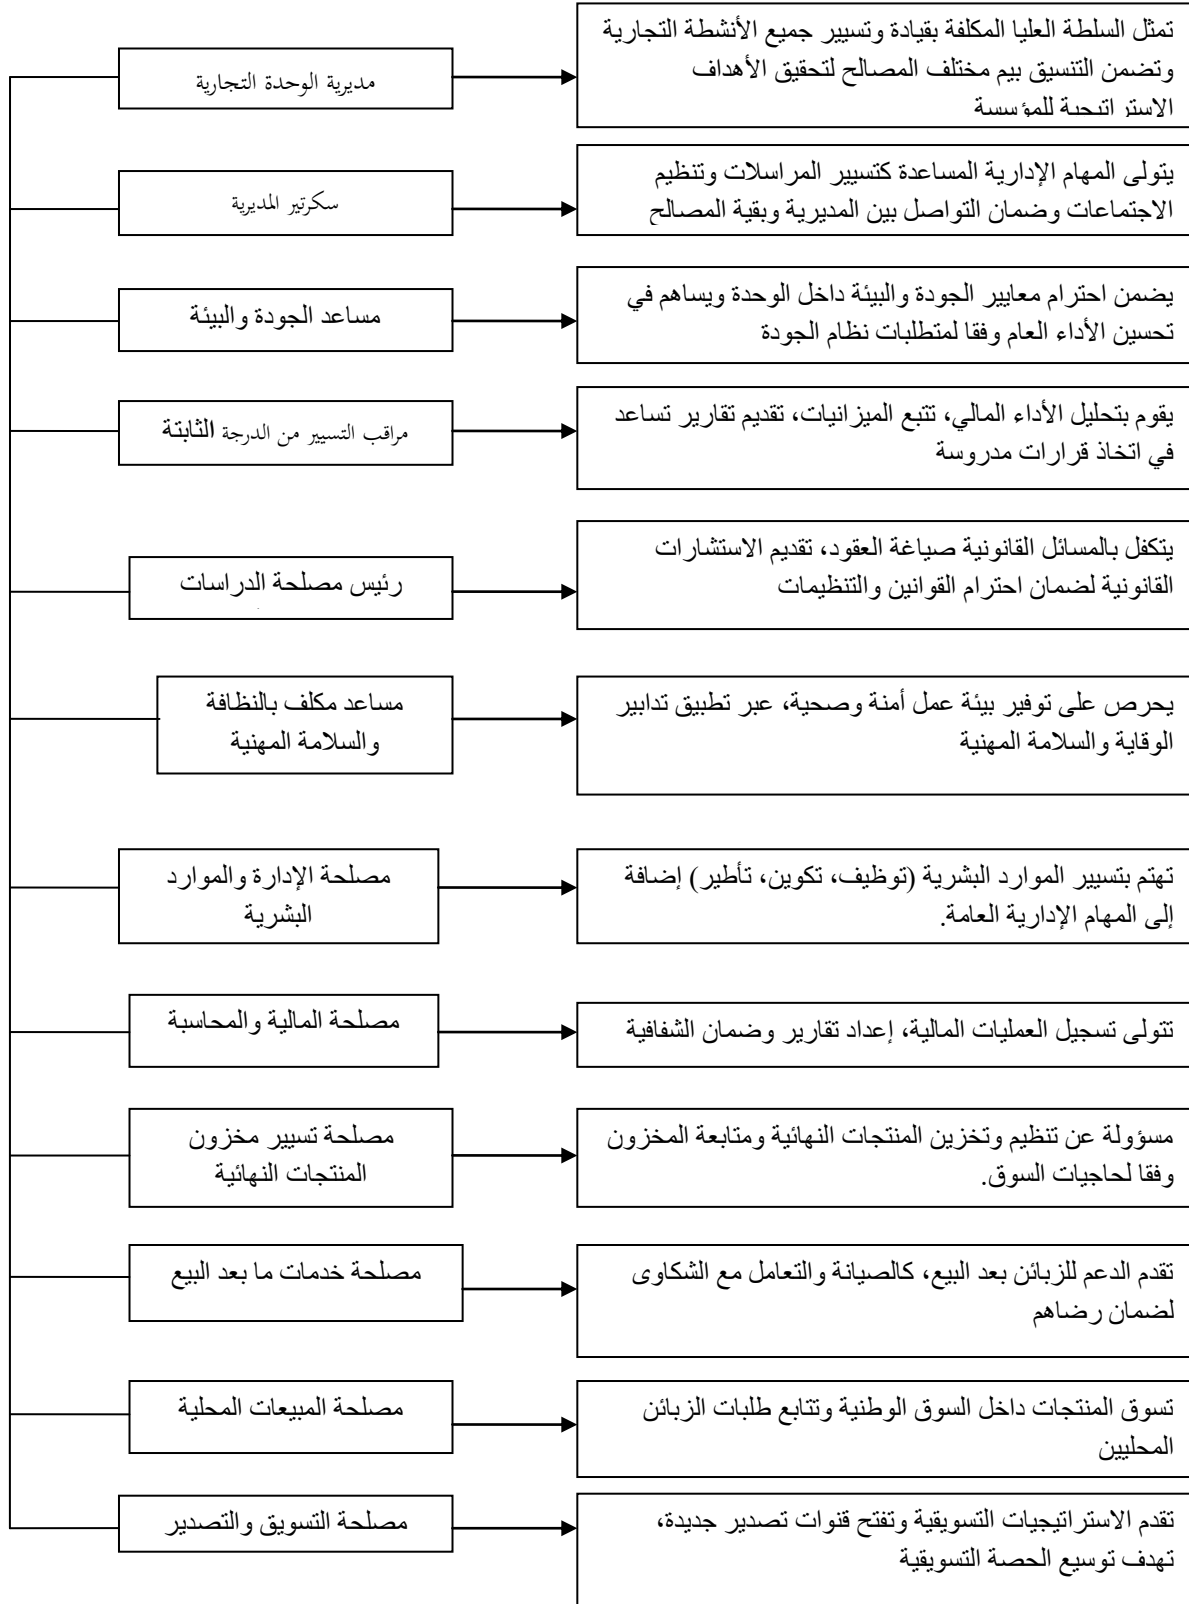 مديرية الوحدة التجارية
تمثل السلطة العليا المكلفة بقيادة وتسيير جميع الأنشطة التجارية
وتضمن التنسيق بيم مختلف المصالح لتحقيق الأهداف
الاستراتيجية للمؤسسة
سكرتير المديرية
يتولى المهام الإدارية المساعدة كتسيير المراسلات وتنظيم
الاجتماعات وضمان التواصل بين المديرية وبقية المصالح
مساعد الجودة والبيئة
يضمن احترام معايير الجودة والبيئة داخل الوحدة ويساهم في
تحسين الأداء العام وفقا لمتطلبات نظام الجودة
مراقب التسيير من الدرجة الثابتة
يقوم بتحليل الأداء المالي، تتبع الميزانيات، تقديم تقارير تساعد
في اتخاذ قرارات مدروسة
رئيس مصلحة الدراسات
يتكفل بالمسائل القانونية صياغة العقود، تقديم الاستشارات
القانونية لضمان احترام القوانين والتنظيمات
مساعد مكلف بالنظافة
والسلامة المهنية
يحرص على توفير بيئة عمل أمنة وصحية، عبر تطبيق تدابير
الوقاية والسلامة المهنية
مصلحة الإدارة والموارد
البشرية
تهتم بتسيير الموارد البشرية (توظيف، تكوين، تأطير) إضافة
إلى المهام الإدارية العامة.
مصلحة المالية والمحاسبة
تتولى تسجيل العمليات المالية، إعداد تقارير وضمان الشفافية
مصلحة تسيير مخزون
المنتجات النهائية
مسؤولة عن تنظيم وتخزين المنتجات النهائية ومتابعة المخزون
وفقا لحاجيات السوق.
مصلحة خدمات ما بعد البيع
تقدم الدعم للزبائن بعد البيع، كالصيانة والتعامل مع الشكاوى
لضمان رضاهم
مصلحة المبيعات المحلية
تسوق المنتجات داخل السوق الوطنية وتتابع طلبات الزبائن
المحليين
مصلحة التسويق والتصدير
تقدم الاستراتيجيات التسويقية وتفتح قنوات تصدير جديدة،
تهدف توسيع الحصة التسويقية